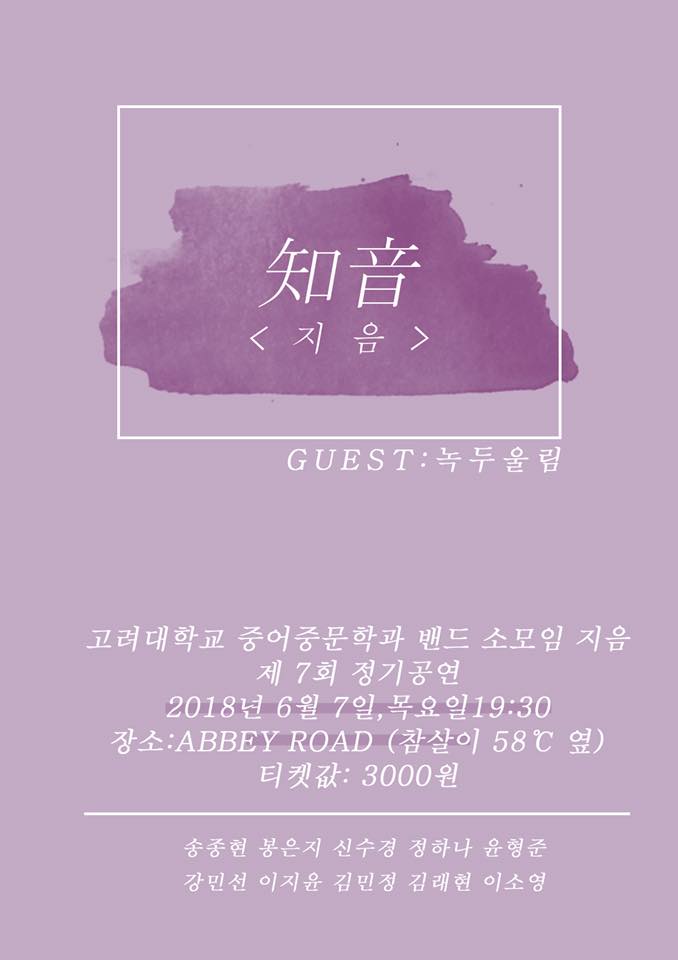 知音
< 지 음 >
GUEST:녹두울림
고려대학교 중어중문학과 밴드 소모임 지음
제 7회 정기공연
2018년 6월 7일,목요일19:30
장소:ABBEY ROAD (참살이 58℃ 옆)
티켓값: 3000원
송종현 봉은지 신수경 정하나 윤형준
강민선 이지윤 김민정 김래현 이소영